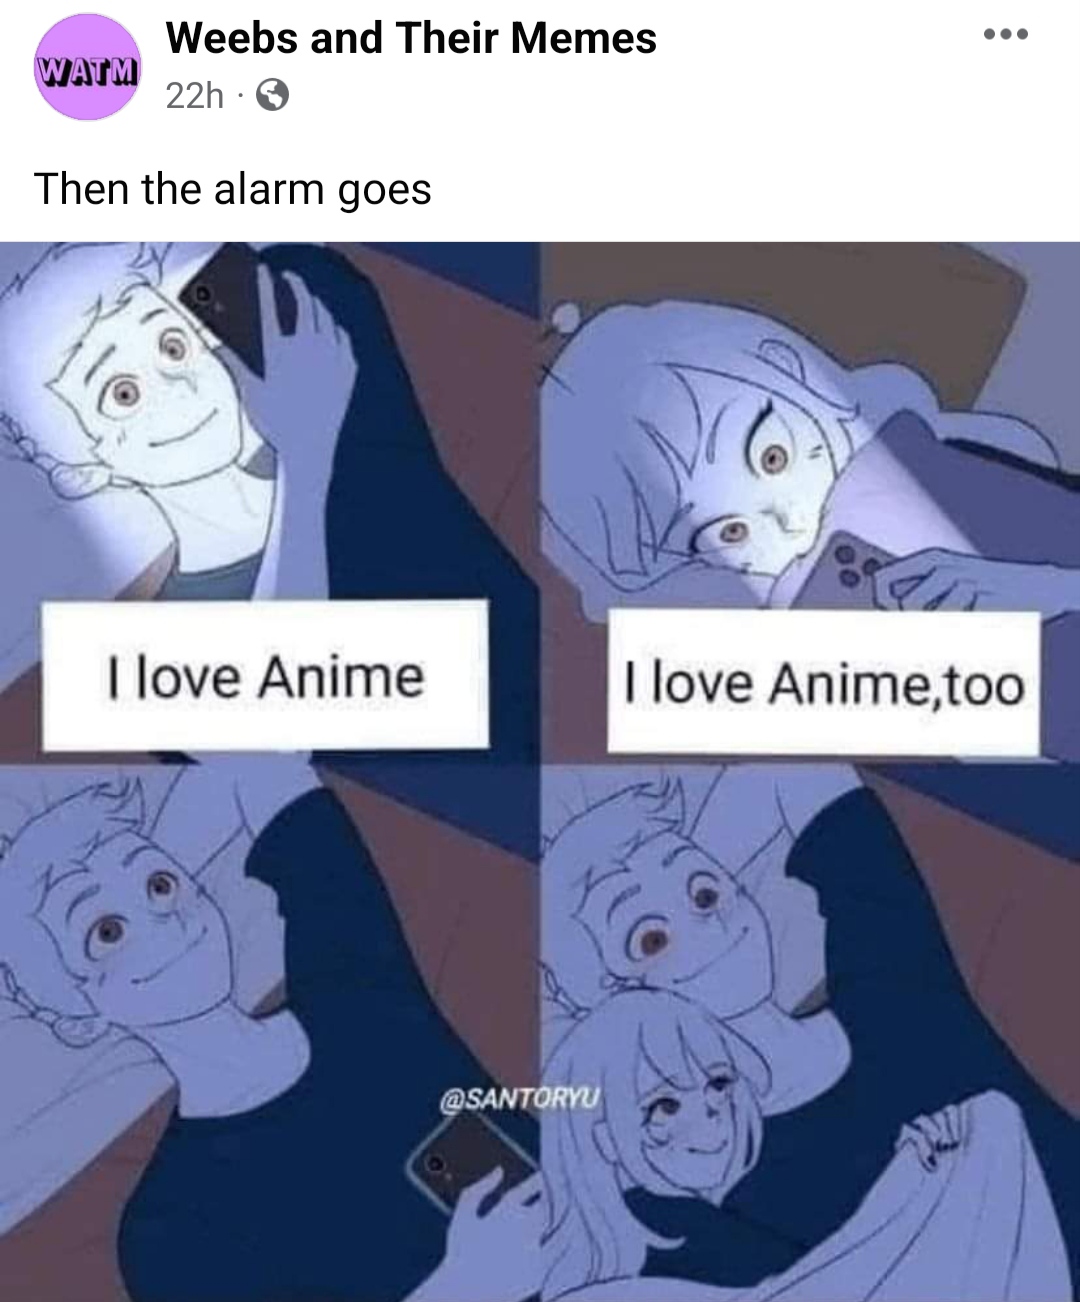 Weebs and Their Memes
WATM
22h ·
Then the alarm goes
I love Anime
I love Anime,too
@SANTORYU